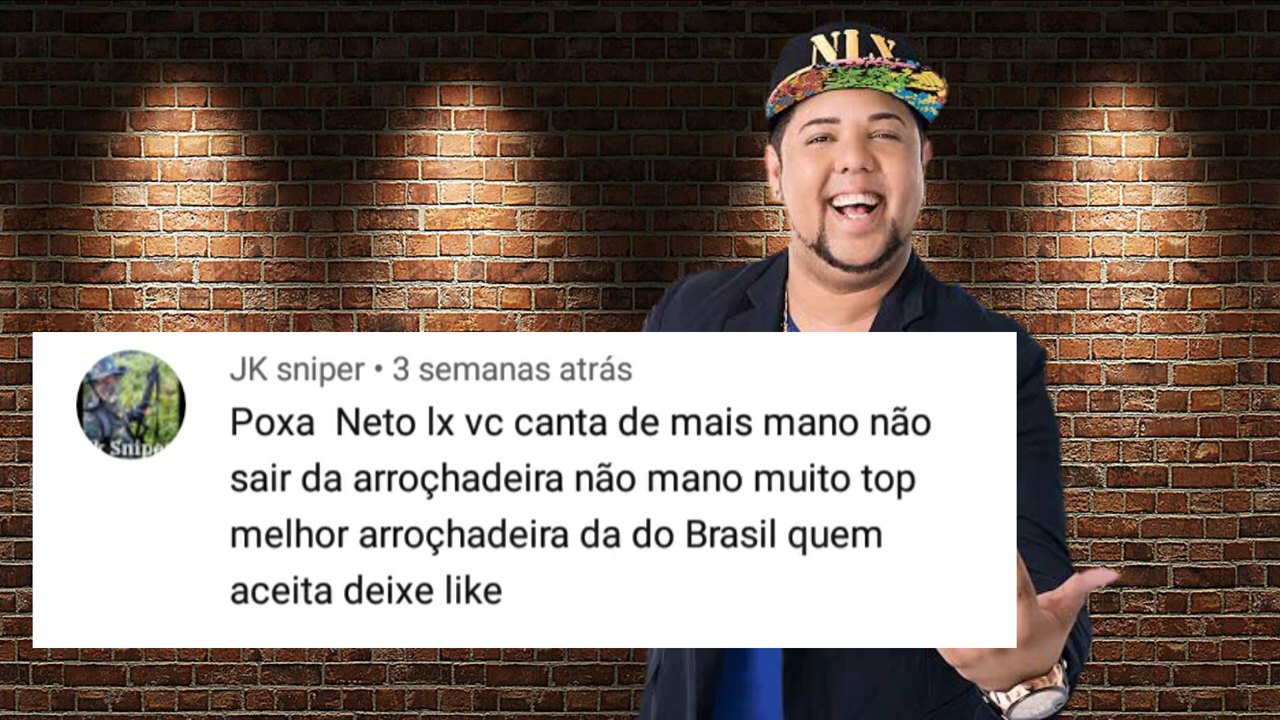 NLX
JK sniper • 3 semanas atrás
Poxa  Neto lx vc canta de mais mano não
sair da arroçhadeira não mano muito top
melhor arroçhadeira da do Brasil quem
aceita deixe like
k Snipe